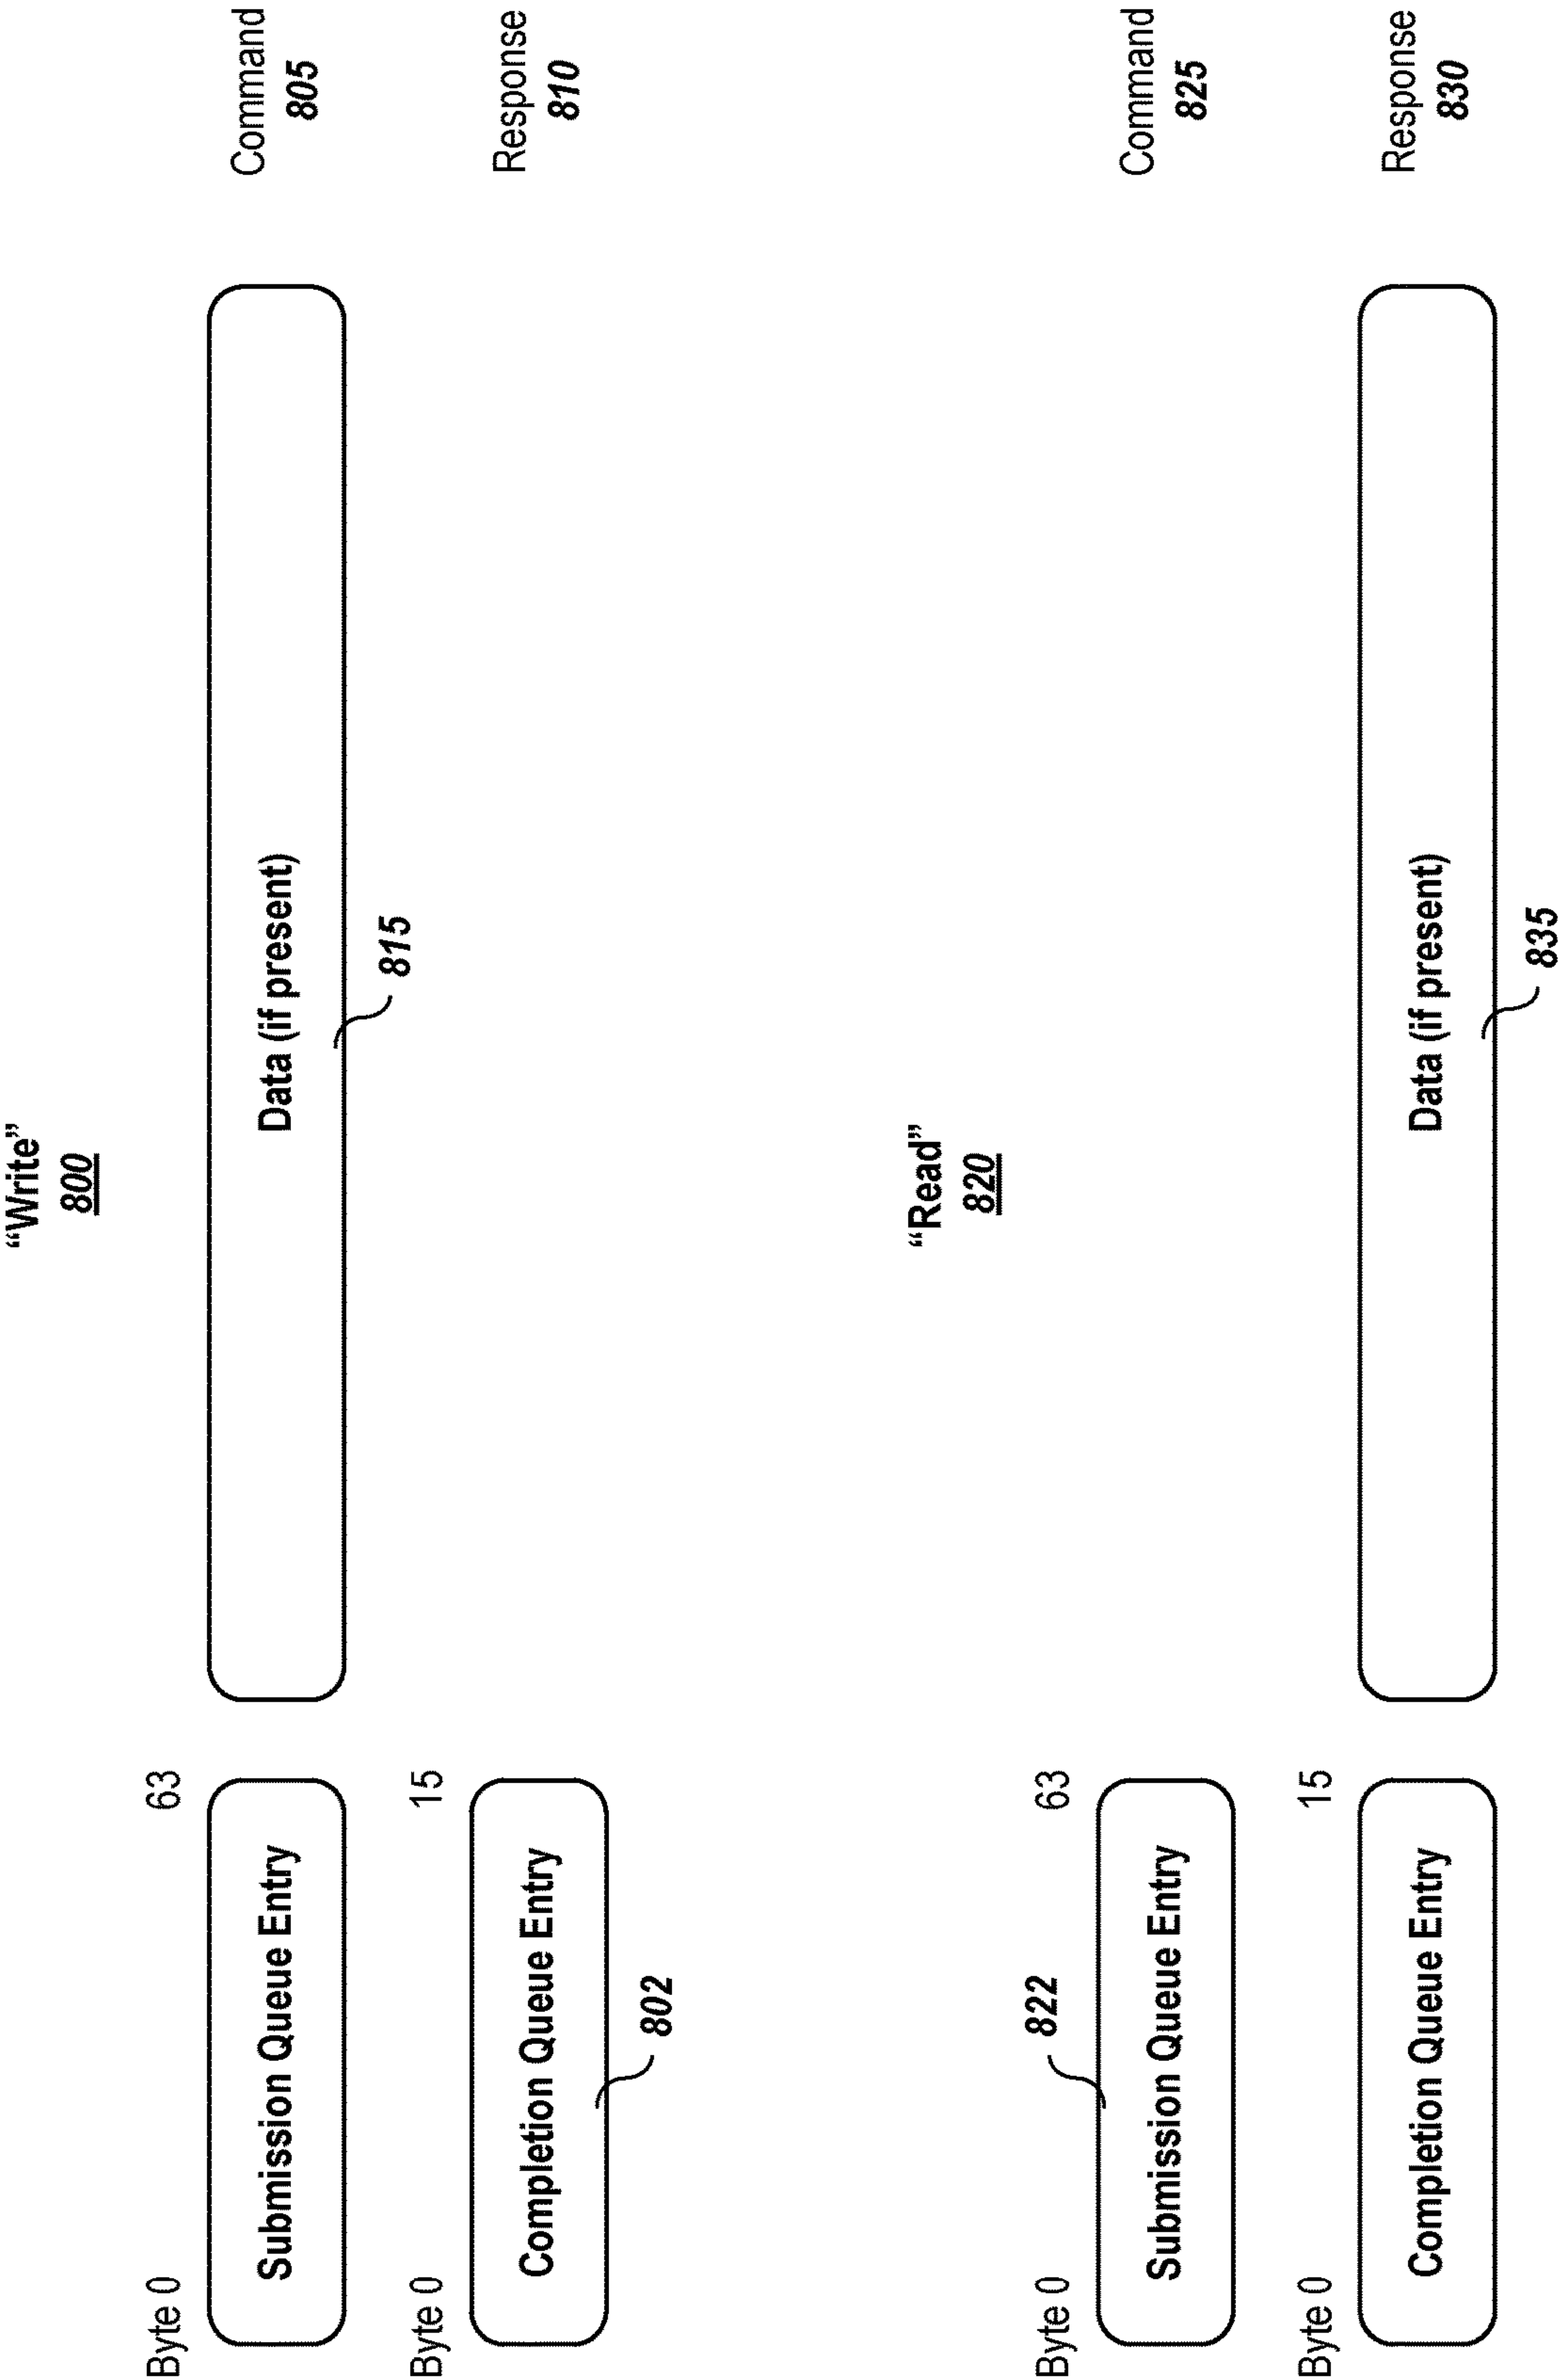 “Write”
800
Byte 0 63
Submission Queue Entry Data (if present) Command
805
815
Byte 0 15
Completion Queue Entry Response
810
802
“Read”
820
822
Byte 0 63
Submission Queue Entry Command
825
Byte 0 15
Completion Queue Entry Data (if present) Response
830
835